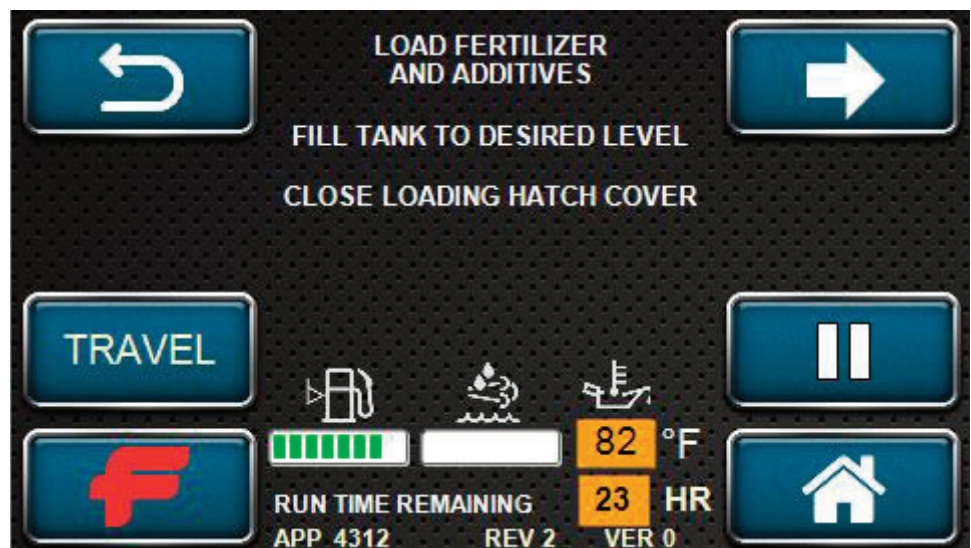 LOAD FERTILIZER
AND ADDITIVES
FILL TANK TO DESIRED LEVEL
CLOSE LOADING HATCH COVER
TRAVEL
82 °F
RUN TIME REMAINING 23 HR
APP 4312 REV 2 VER 0